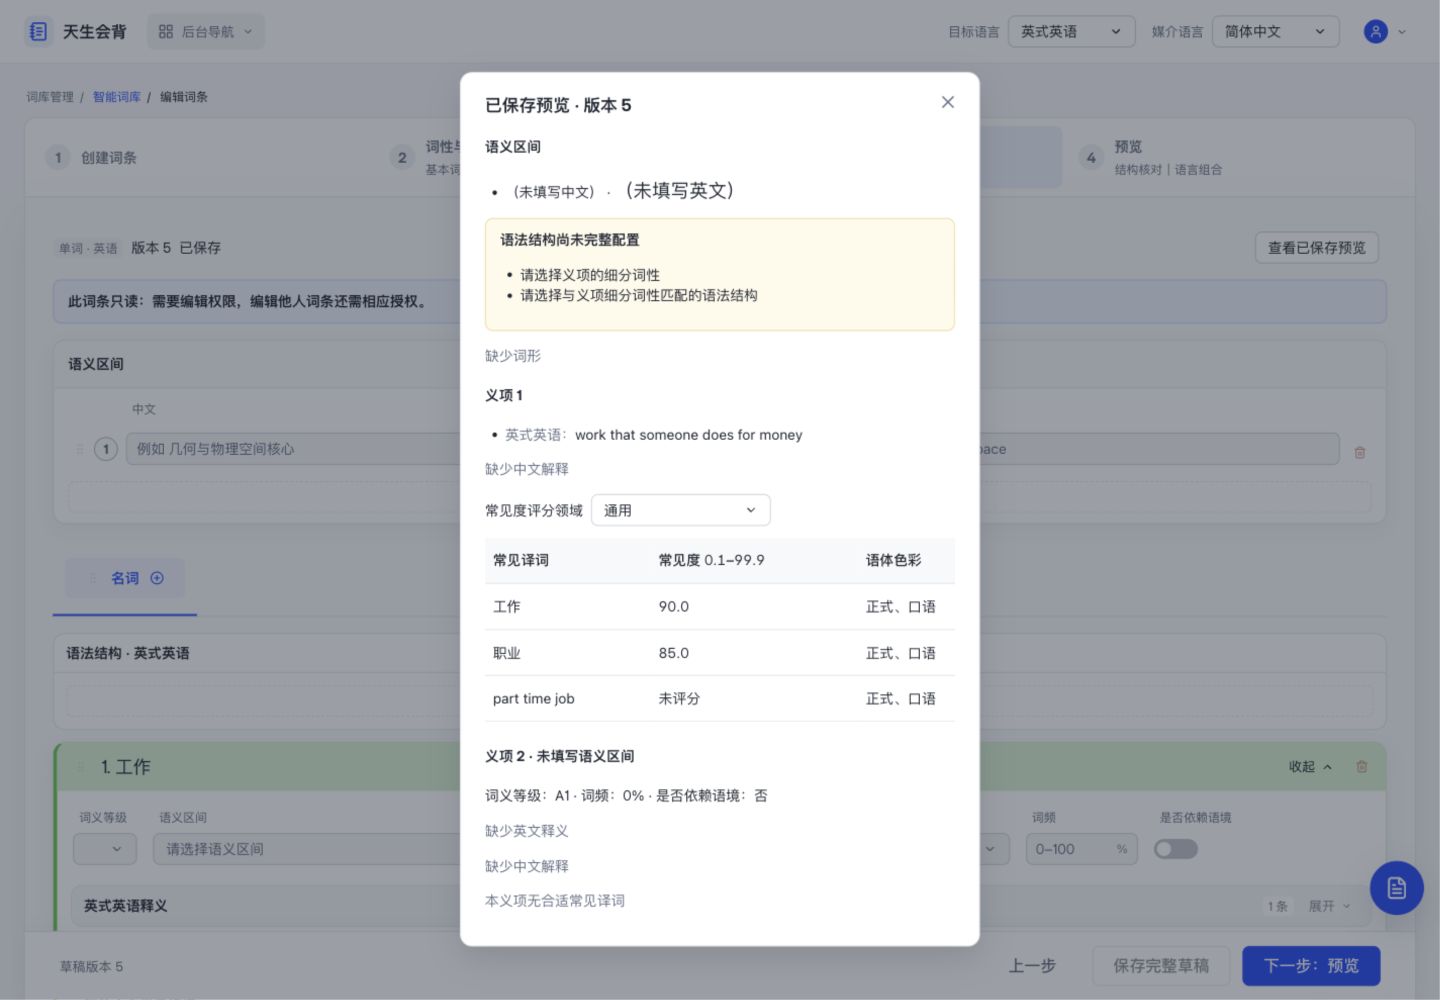 天生会背
后台导航
目标语言 英式英语
媒介语言 简体中文
词库管理 / 智能词库 / 编辑词条
1 创建词条
2 词性与
基本词
4 预览
结构核对 | 语言组合
单词 · 英语 版本 5 已保存
查看已保存预览
此词条只读：需要编辑权限，编辑他人词条还需相应授权。
语义区间
中文
1 例如 几何与物理空间核心
pace
名词
语法结构 · 英式英语
1. 工作
收起
词义等级
语义区间
请选择语义区间
词频
0–100 %
是否依赖语境
英式英语释义
1 条 展开
草稿版本 5
上一步
保存完整草稿
下一步：预览
已保存预览 · 版本 5
语义区间
• （未填写中文） · （未填写英文）
语法结构尚未完整配置
• 请选择义项的细分词性
• 请选择与义项细分词性匹配的语法结构
缺少词形
义项 1
• 英式英语： work that someone does for money
缺少中文解释
常见度评分领域 通用
常见译词 常见度 0.1–99.9 语体色彩
工作 90.0 正式、口语
职业 85.0 正式、口语
part time job 未评分 正式、口语
义项 2 · 未填写语义区间
词义等级：A1 · 词频：0% · 是否依赖语境：否
缺少英文释义
缺少中文解释
本义项无合适常见译词